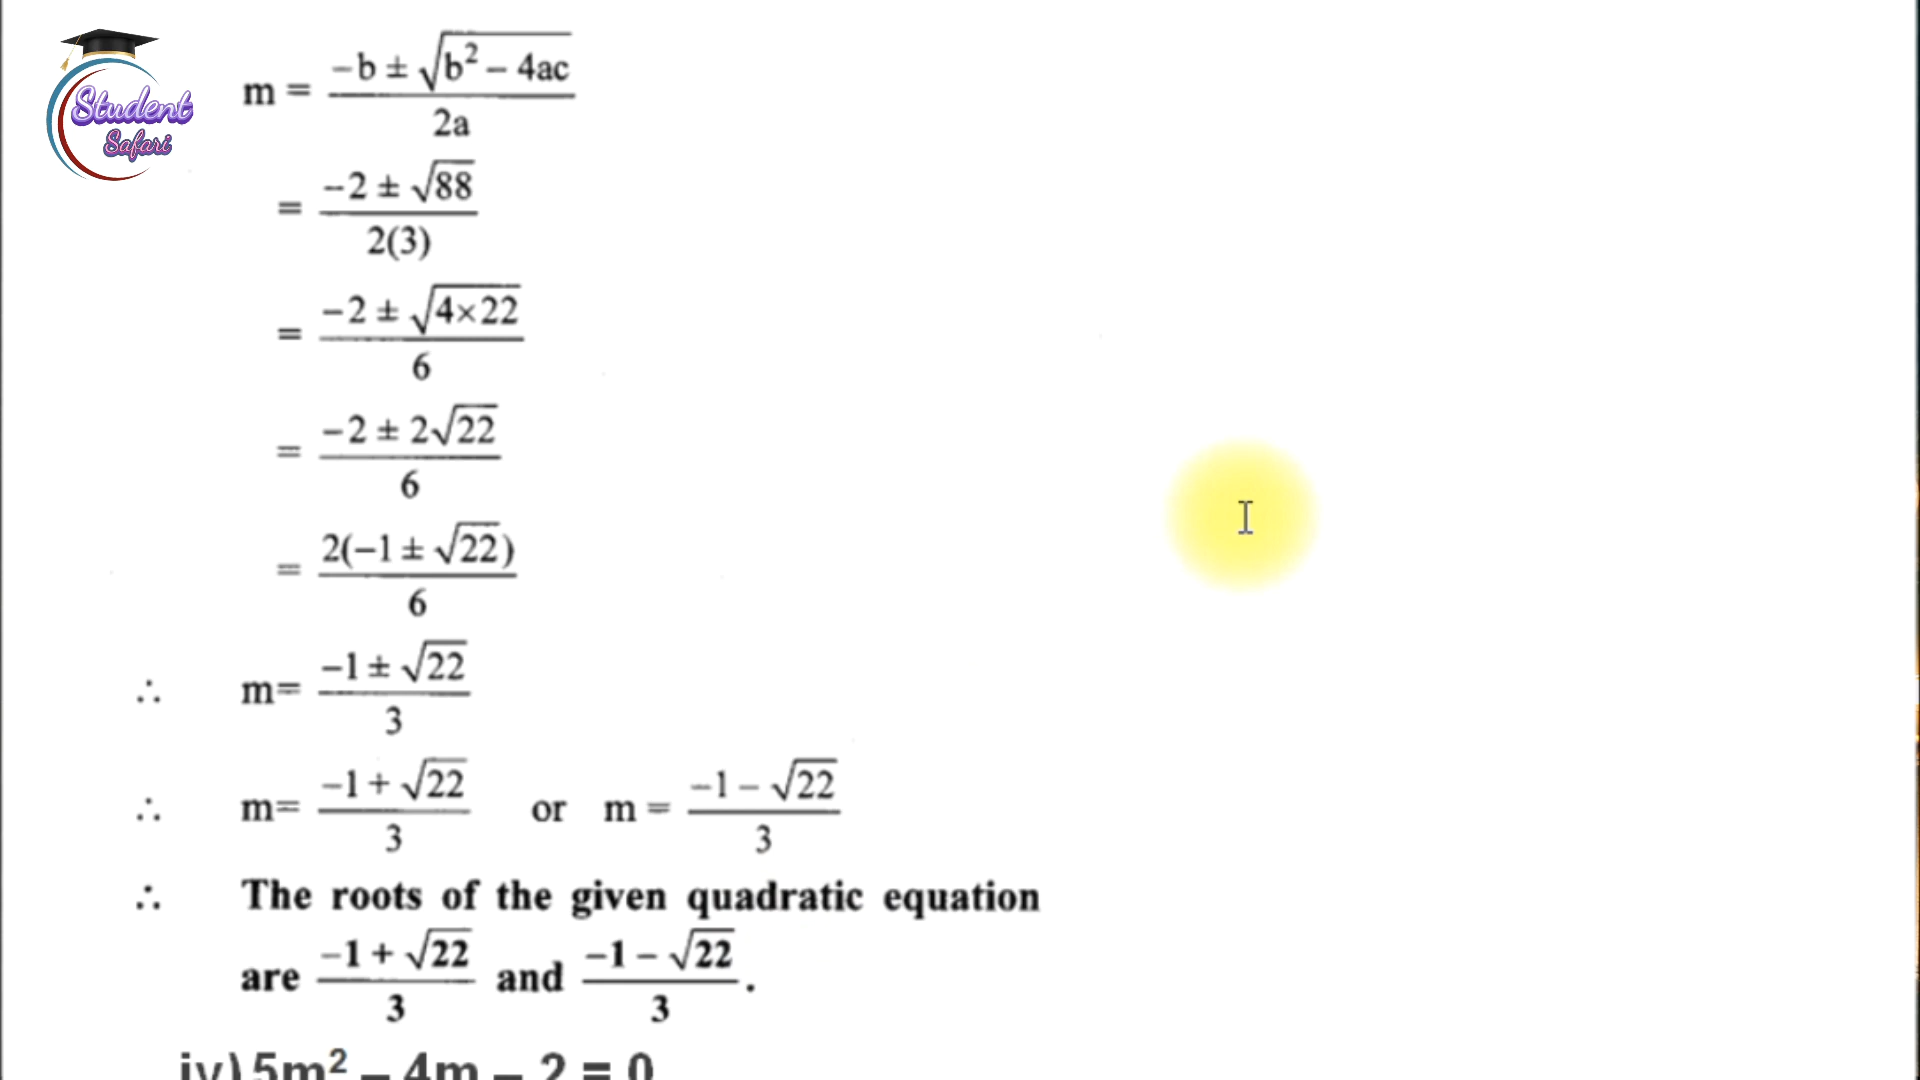 Student
Safari
m = (−b ± √(b² − 4ac)) / 2a
= (−2 ± √88) / 2(3)
= (−2 ± √(4×22)) / 6
= (−2 ± 2√22) / 6
= 2(−1 ± √22) / 6
∴ m= (−1 ± √22) / 3
∴ m= (−1 + √22) / 3 or m = (−1 − √22) / 3
∴ The roots of the given quadratic equation
are (−1 + √22) / 3 and (−1 − √22) / 3 .
iv) 5m² − 4m − 2 = 0